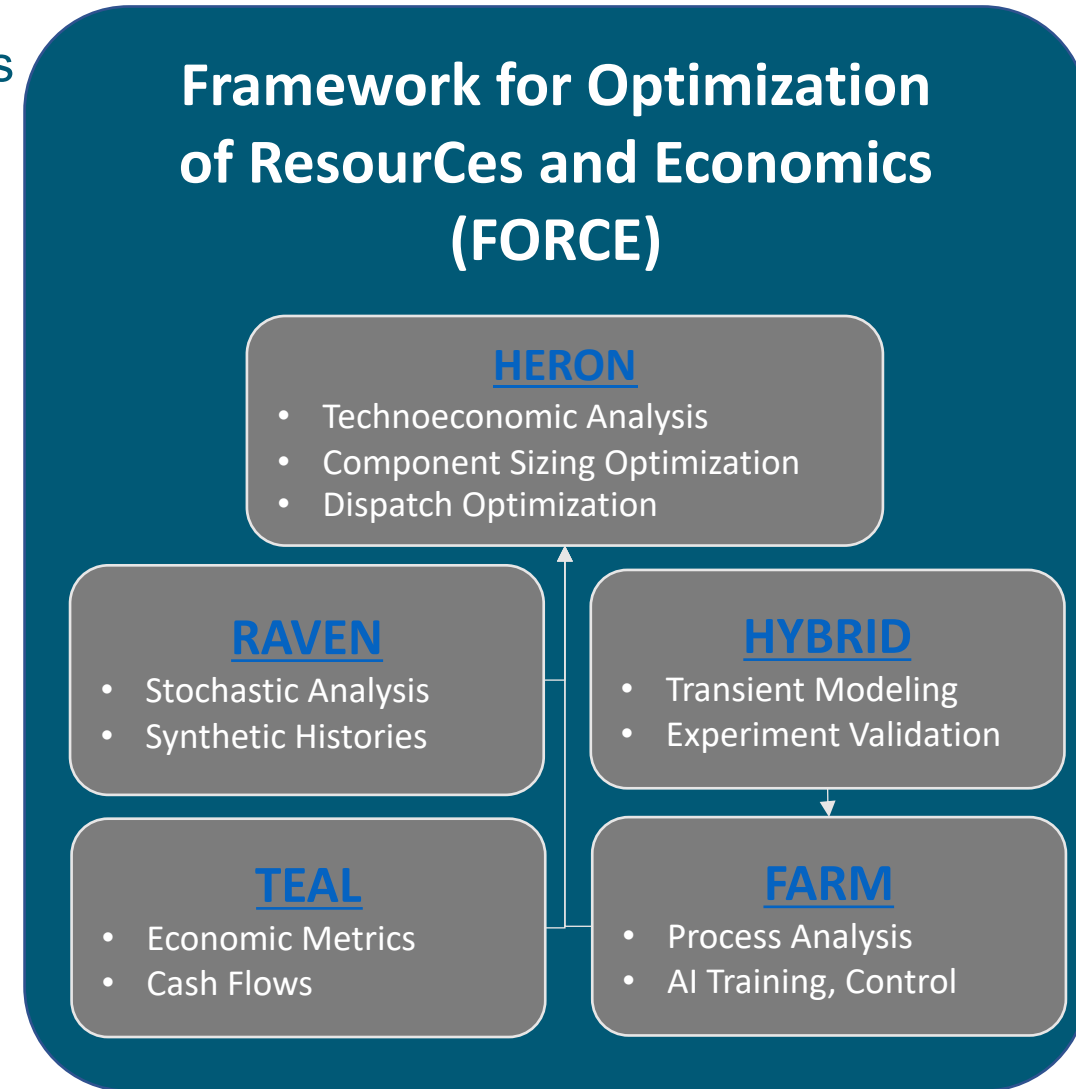 s
Framework for Optimization
of ResourCes and Economics
(FORCE)
HERON
• Technoeconomic Analysis
• Component Sizing Optimization
• Dispatch Optimization
RAVEN
• Stochastic Analysis
• Synthetic Histories
HYBRID
• Transient Modeling
• Experiment Validation
TEAL
• Economic Metrics
• Cash Flows
FARM
• Process Analysis
• AI Training, Control